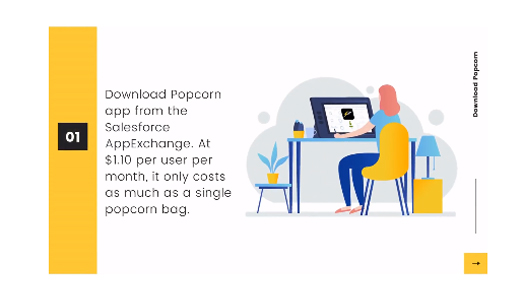 01
Download Popcorn
app from the
Salesforce
AppExchange. At
$1.10 per user per
month, it only costs
as much as a single
popcorn bag.
Download Popcorn